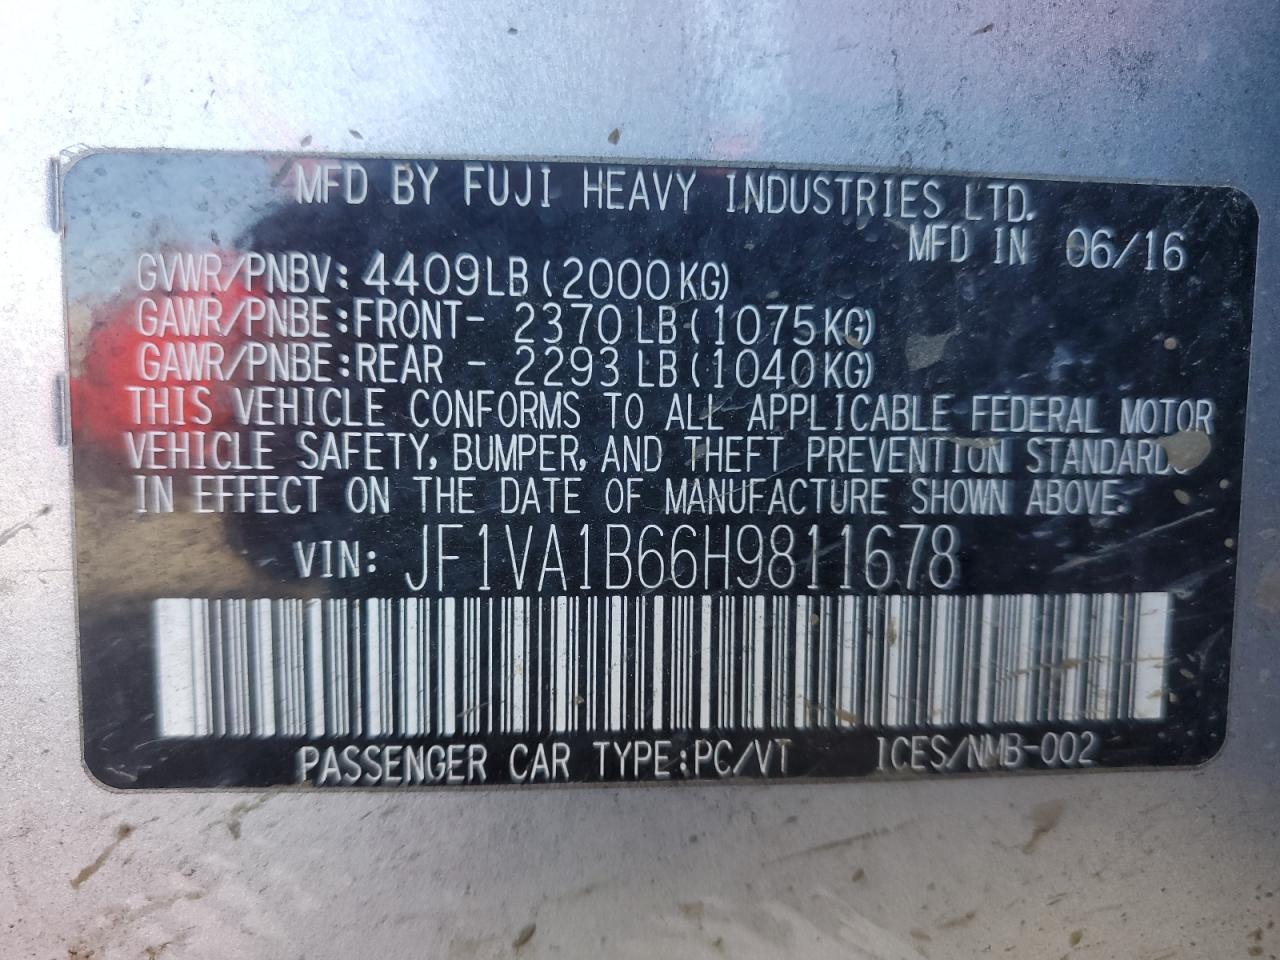 MFD BY FUJI HEAVY INDUSTRIES LTD.
MFD IN 06/16
GVWR/PNBV: 4409LB (2000KG)
GAWR/PNBE:FRONT- 2370 LB (1075KG)
GAWR/PNBE:REAR - 2293 LB (1040KG)
THIS VEHICLE CONFORMS TO ALL APPLICABLE FEDERAL MOTOR
VEHICLE SAFETY, BUMPER, AND THEFT PREVENTION STANDARDS
IN EFFECT ON THE DATE OF MANUFACTURE SHOWN ABOVE.
VIN: JF1VA1B66H9811678
PASSENGER CAR TYPE:PC/VT ICES/NMB-002